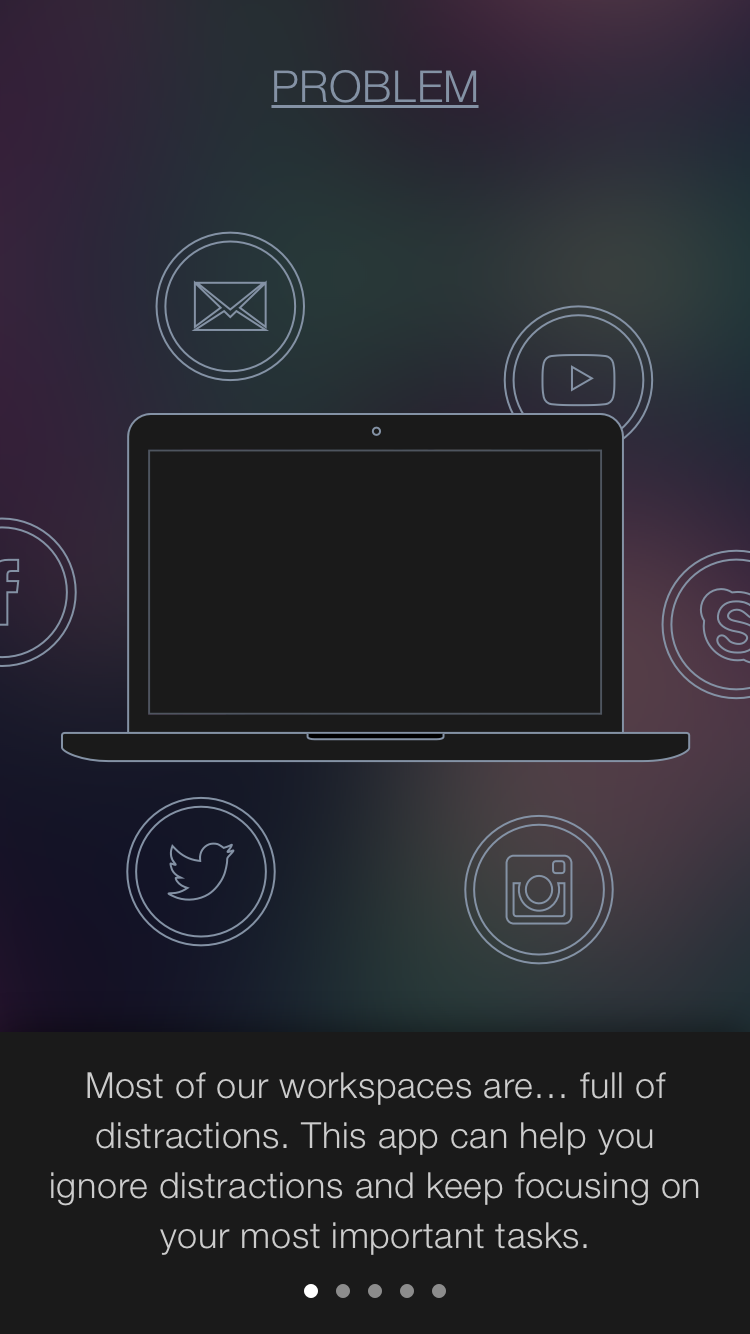 PROBLEM
Most of our workspaces are... full of
distractions. This app can help you
ignore distractions and keep focusing on
your most important tasks.